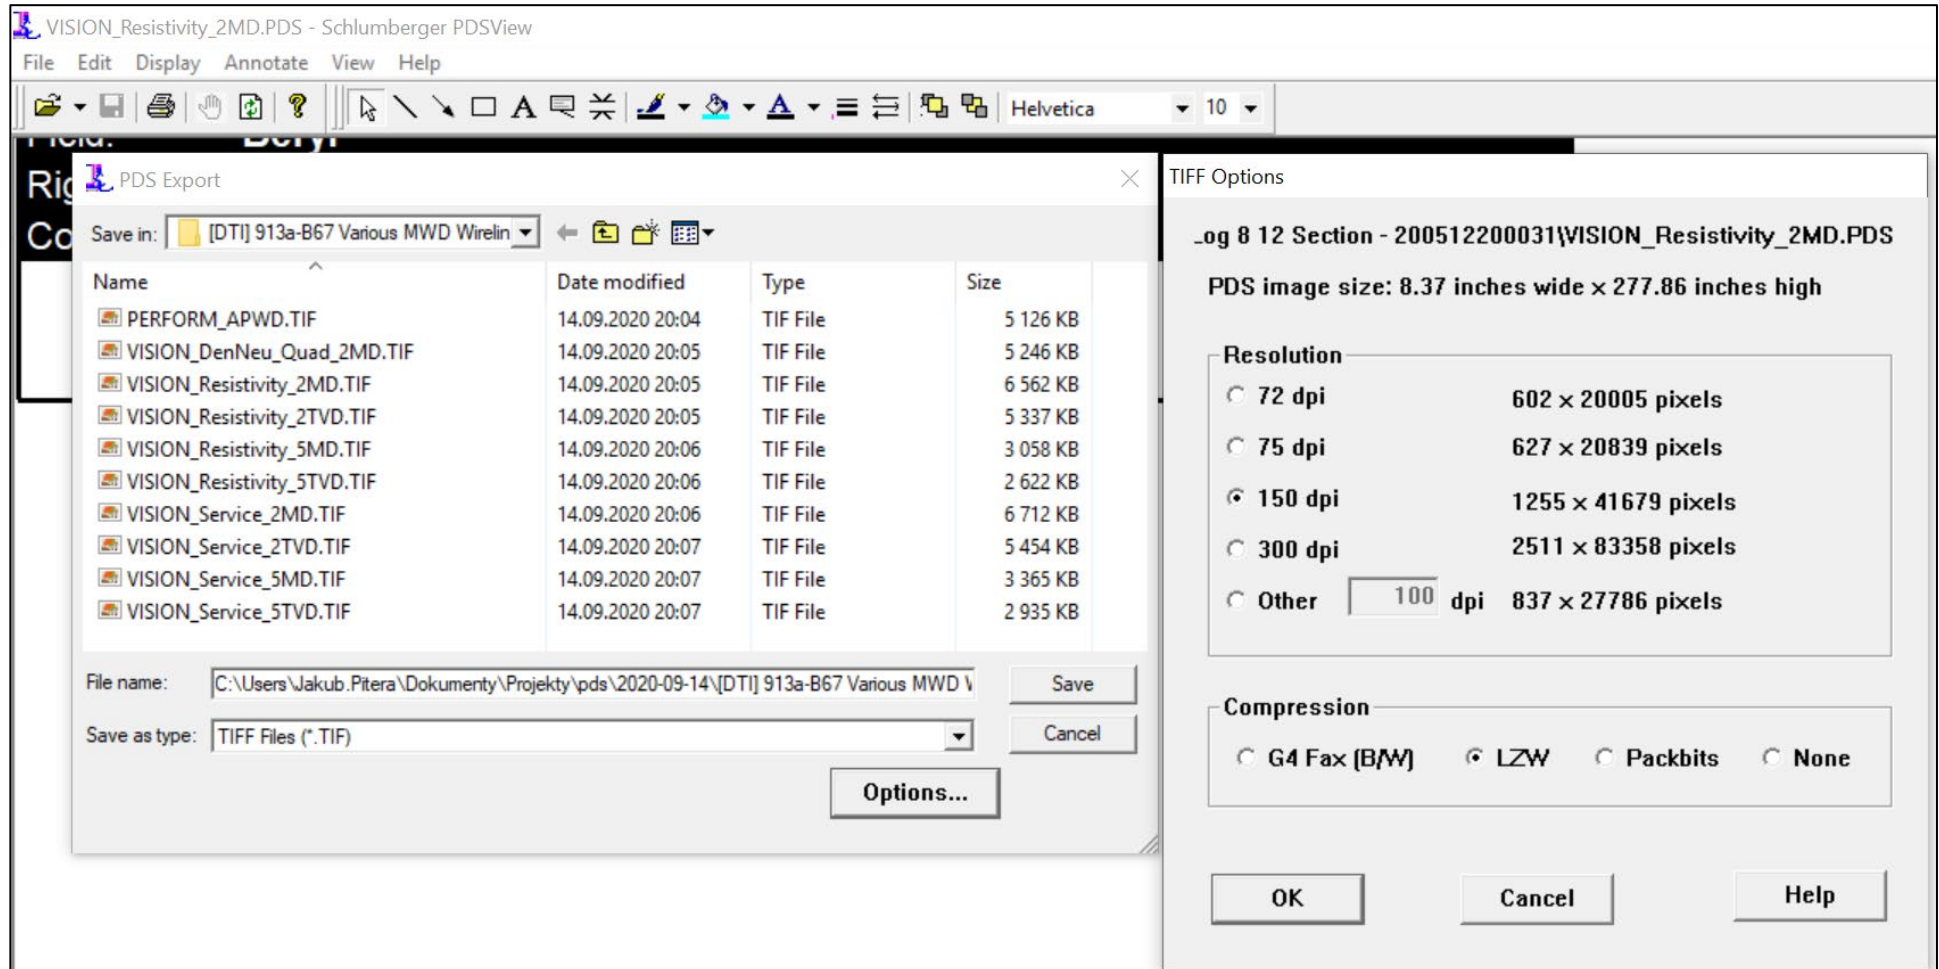 VISION_Resistivity_2MD.PDS - Schlumberger PDSView
File Edit Display Annotate View Help
A A Helvetica 10
Field: Beryl
Rig
Co
PDS Export
Save in: [DTI] 913a-B67 Various MWD Wirelin
Name Date modified Type Size
PERFORM_APWD.TIF 14.09.2020 20:04 TIF File 5 126 KB
VISION_DenNeu_Quad_2MD.TIF 14.09.2020 20:05 TIF File 5 246 KB
VISION_Resistivity_2MD.TIF 14.09.2020 20:05 TIF File 6 562 KB
VISION_Resistivity_2TVD.TIF 14.09.2020 20:05 TIF File 5 337 KB
VISION_Resistivity_5MD.TIF 14.09.2020 20:06 TIF File 3 058 KB
VISION_Resistivity_5TVD.TIF 14.09.2020 20:06 TIF File 2 622 KB
VISION_Service_2MD.TIF 14.09.2020 20:06 TIF File 6 712 KB
VISION_Service_2TVD.TIF 14.09.2020 20:07 TIF File 5 454 KB
VISION_Service_5MD.TIF 14.09.2020 20:07 TIF File 3 365 KB
VISION_Service_5TVD.TIF 14.09.2020 20:07 TIF File 2 935 KB
File name: C:\Users\Jakub.Pitera\Dokumenty\Projekty\pds\2020-09-14\[DTI] 913a-B67 Various MWD Save
Save as type: TIFF Files (*.TIF) Cancel
Options...
TIFF Options
og 8 12 Section - 200512200031\VISION_Resistivity_2MD.PDS
PDS image size: 8.37 inches wide x 277.86 inches high
Resolution
72 dpi 602 x 20005 pixels
75 dpi 627 x 20839 pixels
150 dpi 1255 x 41679 pixels
300 dpi 2511 x 83358 pixels
Other 100 dpi 837 x 27786 pixels
Compression
G4 Fax (B/W) LZW Packbits None
OK Cancel Help